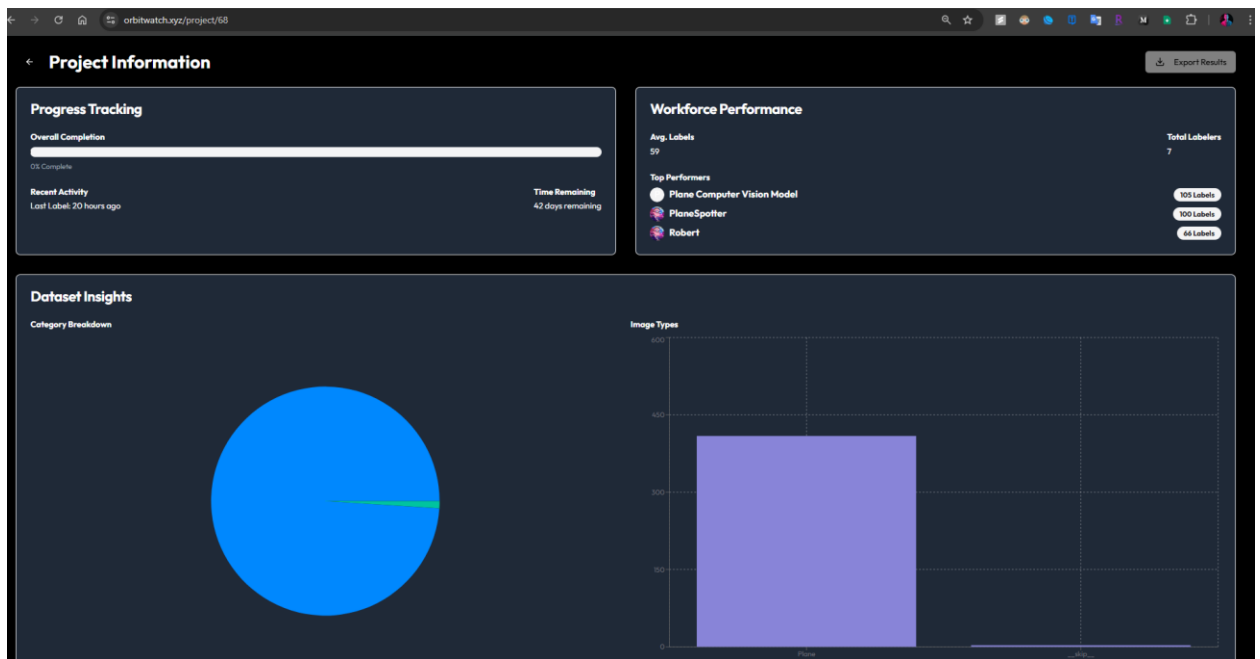 orbitwatch.xyz/project/68
Project Information
Export Results
Progress Tracking
Overall Completion
0% Complete
Recent Activity
Time Remaining
Last Label: 20 hours ago
42 days remaining
Workforce Performance
Avg. Labels
Total Labelers
59
7
Top Performers
Plane Computer Vision Model
105 Labels
PlaneSpotter
100 Labels
Robert
66 Labels
Dataset Insights
Category Breakdown
Image Types
600
450
300
150
0
Plane
__skip__